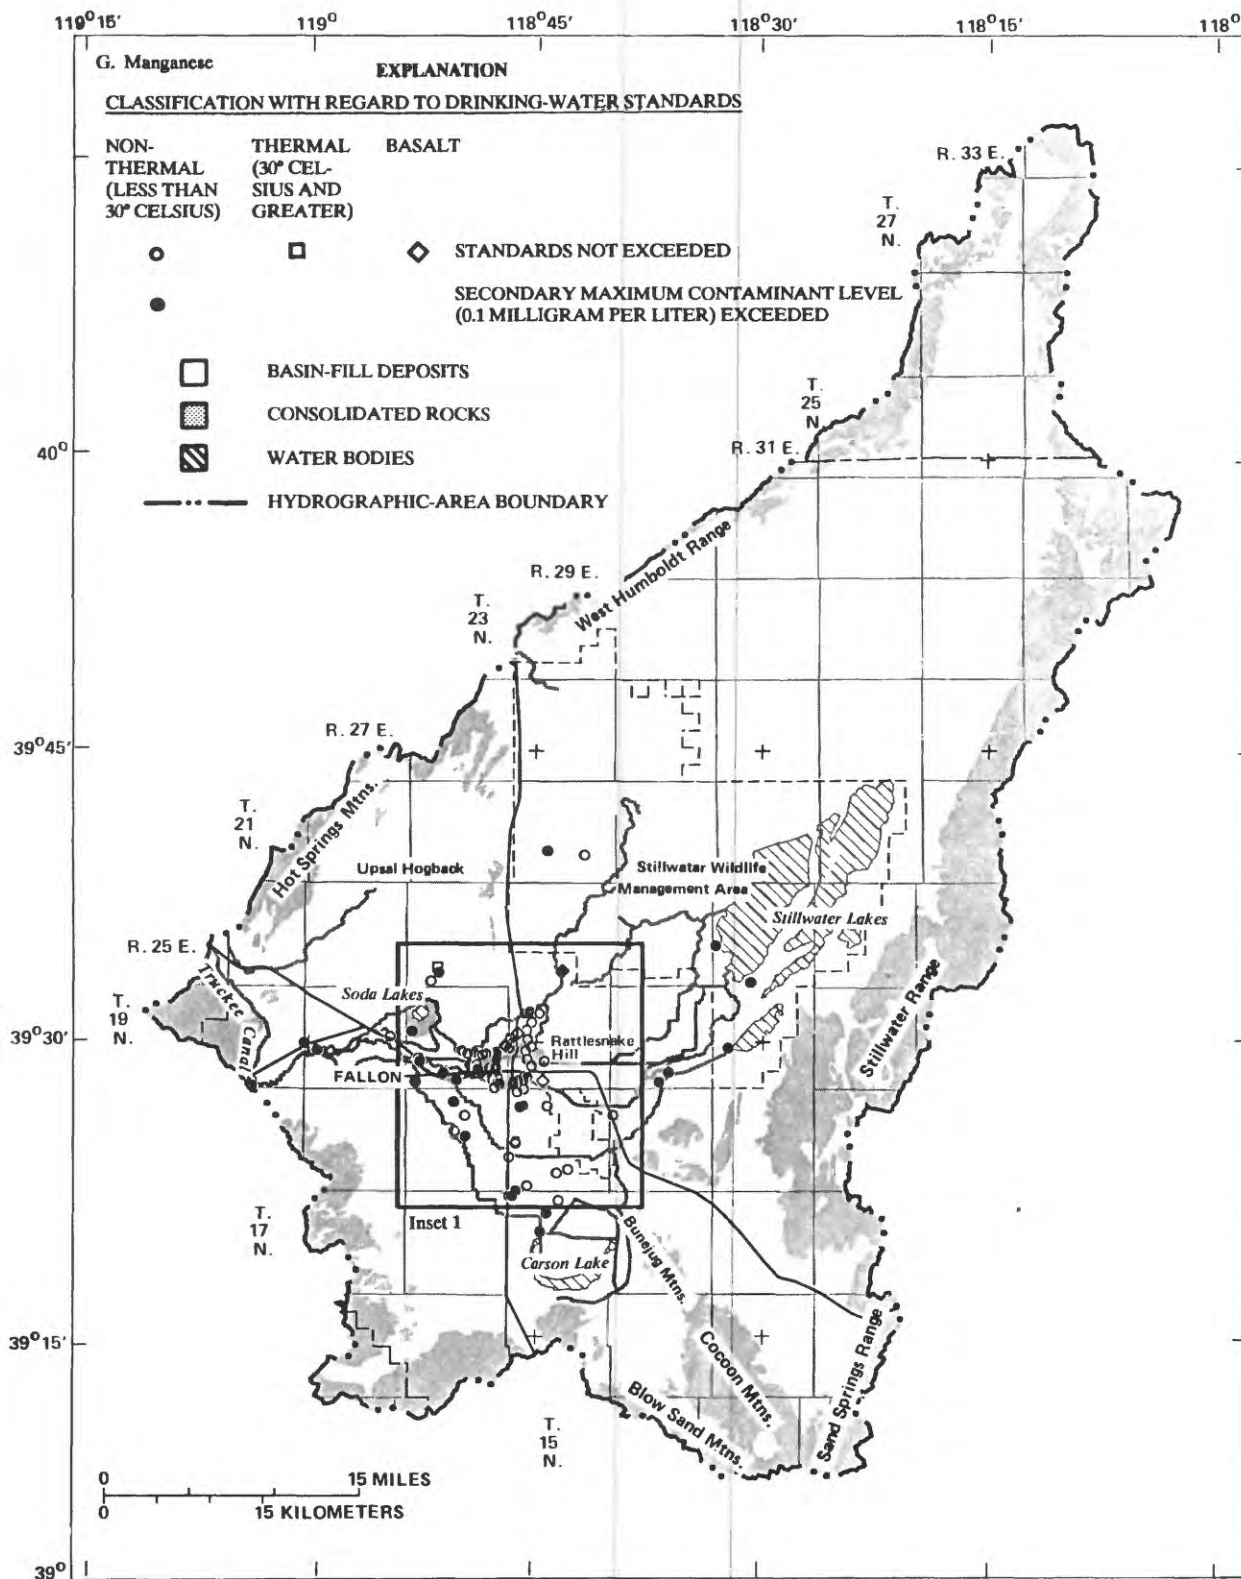 119°15' 119° 118°45' 118°30' 118°15' 118°
G. Manganese
EXPLANATION
CLASSIFICATION WITH REGARD TO DRINKING-WATER STANDARDS
NON- THERMAL BASALT
THERMAL (30° CEL-
(LESS THAN SIUS AND
30° CELSIUS) GREATER)
STANDARDS NOT EXCEEDED
SECONDARY MAXIMUM CONTAMINANT LEVEL
(0.1 MILLIGRAM PER LITER) EXCEEDED
BASIN-FILL DEPOSITS
CONSOLIDATED ROCKS
WATER BODIES
HYDROGRAPHIC-AREA BOUNDARY
R. 33 E.
T.
27
N.
T.
25
N.
40°
R. 31 E.
West Humboldt Range
R. 29 E.
T.
23
N.
39°45'
R. 27 E.
T.
21
N.
Hot Springs Mtns.
Upsal Hogback
Stillwater Wildlife
Management Area
Stillwater Lakes
R. 25 E.
Truckee Canal
T.
19
N.
Soda Lakes
39°30'
Rattlesnake
Hill
FALLON
Stillwater Range
T.
17
N.
Inset 1
Carson Lake
Bunejug Mtns.
39°15'
Cocoon Mtns.
Sand Springs Range
Blow Sand Mtns.
T.
15
N.
0 15 MILES
0 15 KILOMETERS
39°